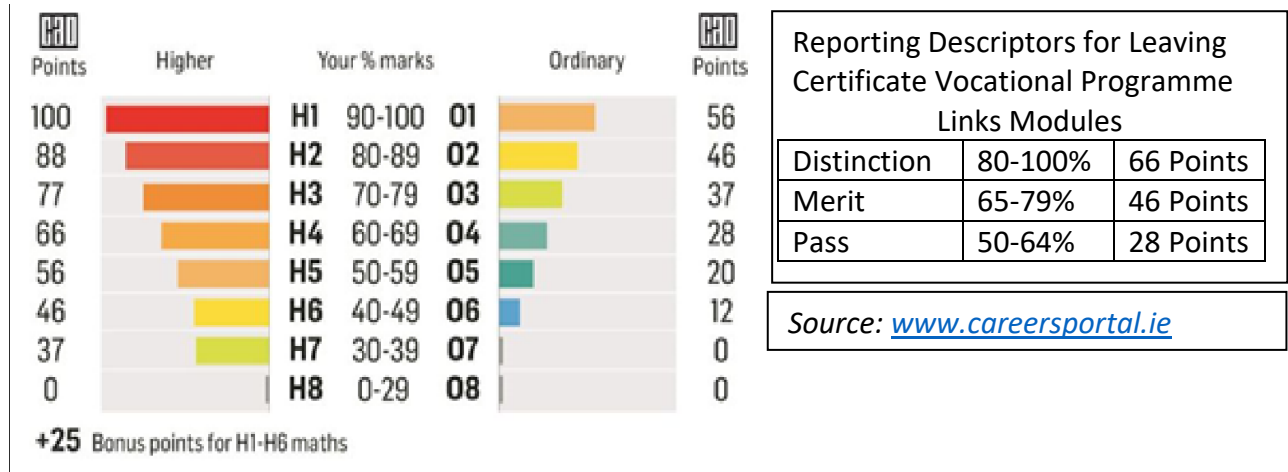 CAO CAO
Points Higher Your % marks Ordinary Points
100 H1 90-100 O1 56
88 H2 80-89 O2 46
77 H3 70-79 O3 37
66 H4 60-69 O4 28
56 H5 50-59 O5 20
46 H6 40-49 O6 12
37 H7 30-39 O7 0
0 H8 0-29 O8 0
+25 Bonus points for H1-H6 maths
Reporting Descriptors for Leaving
Certificate Vocational Programme
Links Modules
Distinction 80-100% 66 Points
Merit 65-79% 46 Points
Pass 50-64% 28 Points
Source: www.careersportal.ie